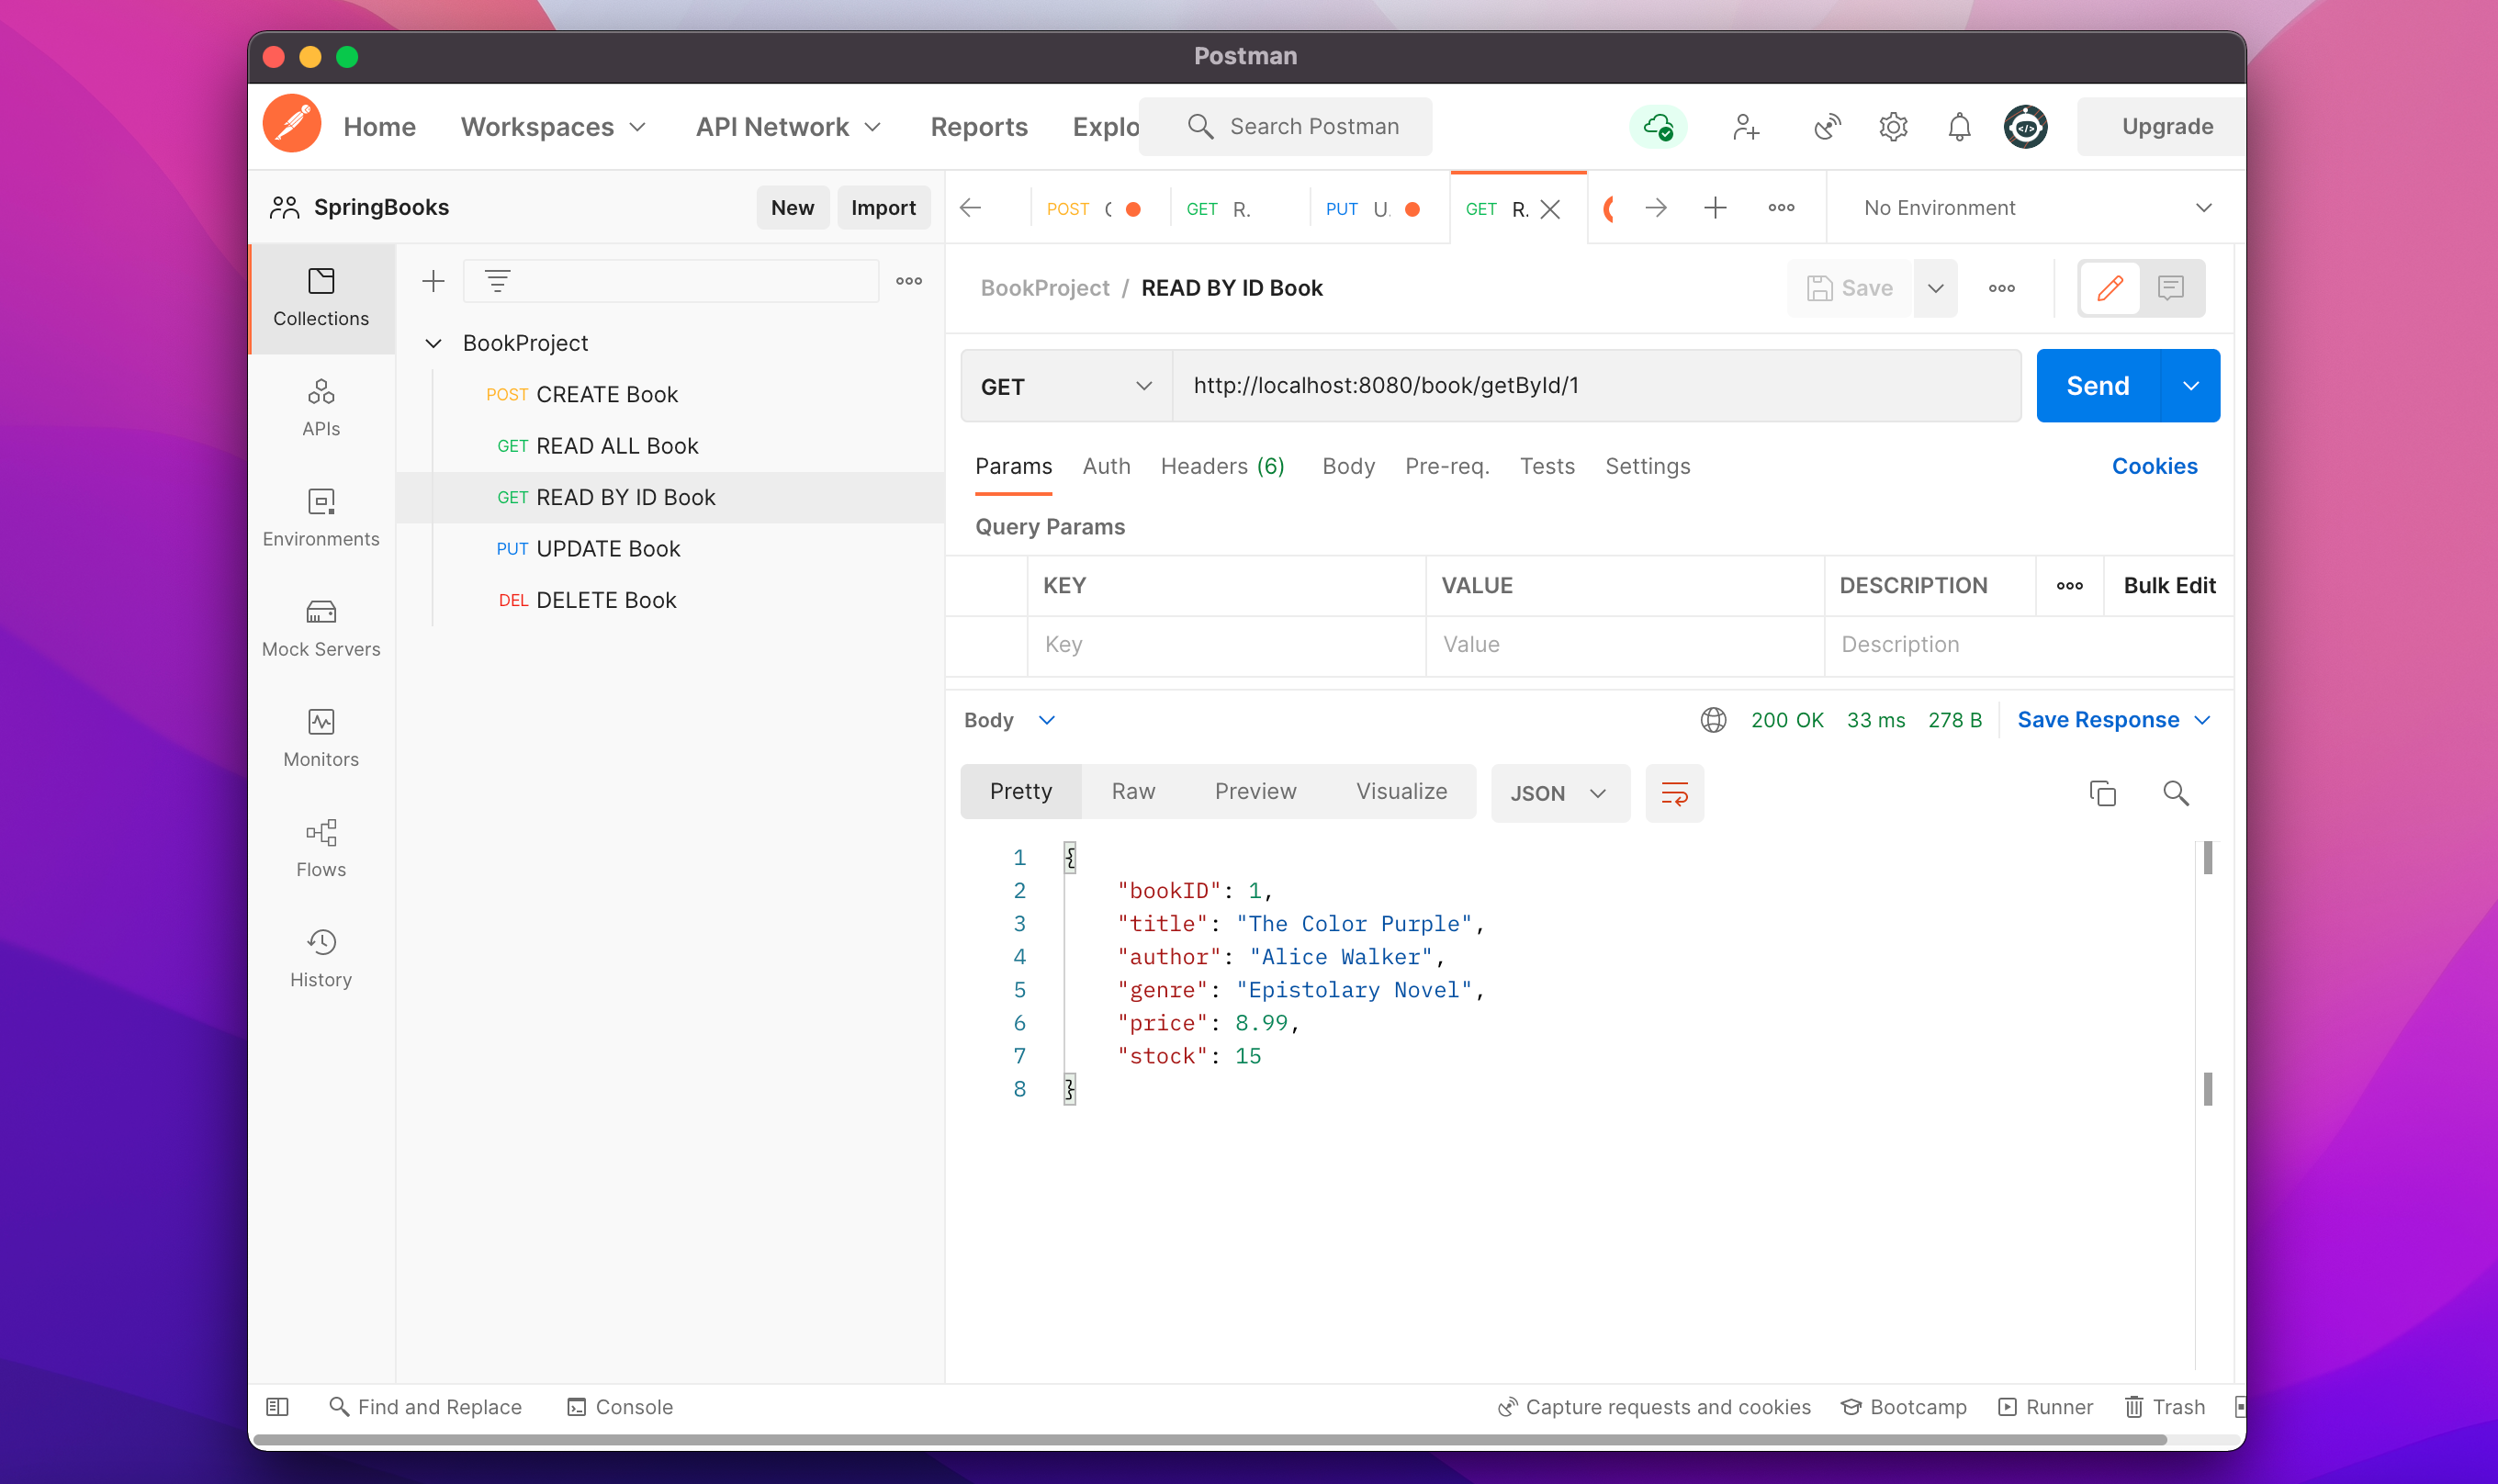 Postman
Home Workspaces API Network Reports Explo Search Postman Upgrade
SpringBooks New Import
POST GET R. PUT U. GET R. No Environment
Collections
APIs
Environments
Mock Servers
Monitors
Flows
History
BookProject
POST CREATE Book
GET READ ALL Book
GET READ BY ID Book
PUT UPDATE Book
DEL DELETE Book
BookProject / READ BY ID Book Save
GET http://localhost:8080/book/getById/1 Send
Params Auth Headers (6) Body Pre-req. Tests Settings Cookies
Query Params
KEY VALUE DESCRIPTION Bulk Edit
Key Value Description
Body 200 OK 33 ms 278 B Save Response
Pretty Raw Preview Visualize JSON
1 {
2 "bookID": 1,
3 "title": "The Color Purple",
4 "author": "Alice Walker",
5 "genre": "Epistolary Novel",
6 "price": 8.99,
7 "stock": 15
8 }
Find and Replace Console Capture requests and cookies Bootcamp Runner Trash